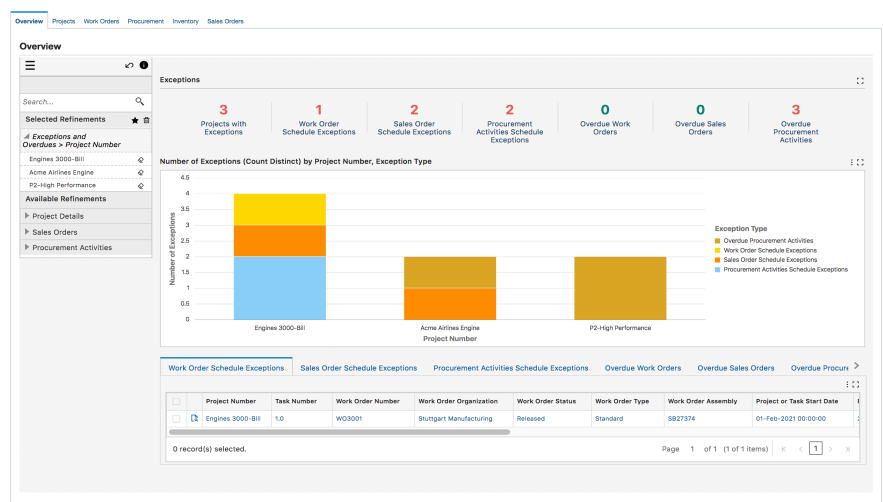 Overview Projects Work Orders Procurement Inventory Sales Orders
Overview
Search...
Selected Refinements
Exceptions and
Overdues > Project Number
Engines 3000-Bill
Acme Airlines Engine
P2-High Performance
Available Refinements
Project Details
Sales Orders
Procurement Activities
Exceptions
3
Projects with
Exceptions
1
Work Order
Schedule Exceptions
2
Sales Order
Schedule Exceptions
2
Procurement
Activities Schedule
Exceptions
0
Overdue Work
Orders
0
Overdue Sales
Orders
3
Overdue
Procurement
Activities
Number of Exceptions (Count Distinct) by Project Number, Exception Type
Number of Exceptions
4.5
4
3.5
3
2.5
2
1.5
1
0.5
0
Engines 3000-Bill Acme Airlines Engine P2-High Performance
Project Number
Exception Type
Overdue Procurement Activities
Work Order Schedule Exceptions
Sales Order Schedule Exceptions
Procurement Activities Schedule Exceptions
Work Order Schedule Exceptions Sales Order Schedule Exceptions Procurement Activities Schedule Exceptions Overdue Work Orders Overdue Sales Orders Overdue Procure
Project Number Task Number Work Order Number Work Order Organization Work Order Status Work Order Type Work Order Assembly Project or Task Start Date
Engines 3000-Bill 1.0 WO3001 Stuttgart Manufacturing Released Standard SB27374 01-Feb-2021 00:00:00
0 record(s) selected.
Page 1 of 1 (1 of 1 items) 1